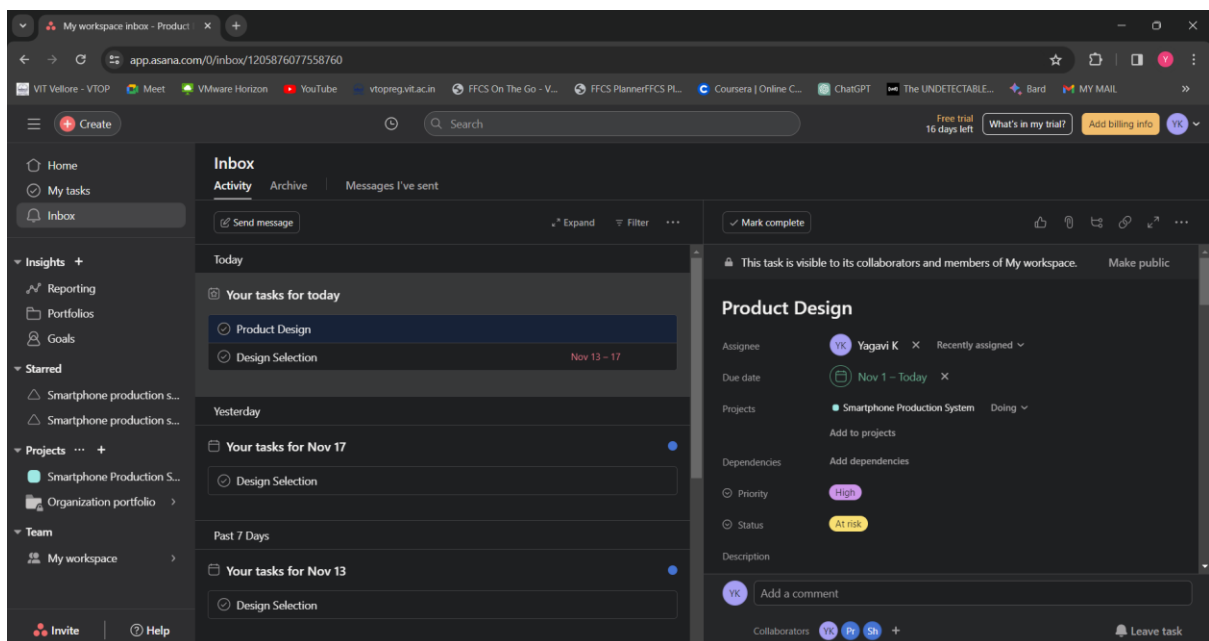 My workspace inbox - Product
app.asana.com/0/inbox/1205876077558760
VIT Vellore - VTOP Meet VMware Horizon YouTube vtopreg.vit.ac.in FFCS On The Go - V... FFCS PlannerFFCS Pl... Coursera | Online C... ChatGPT The UNDETECTABLE... Bard MY MAIL »
Create
Search
Free trial
16 days left
What's in my trial?
Add billing info
YK
Home
My tasks
Inbox
Insights +
Reporting
Portfolios
Goals
Starred
Smartphone production s...
Smartphone production s...
Projects ... +
Smartphone Production S...
Organization portfolio >
Team
My workspace >
Invite
Help
Inbox
Activity Archive Messages I've sent
Send message Expand Filter ...
Today
Your tasks for today
Product Design
Design Selection Nov 13 – 17
Yesterday
Your tasks for Nov 17
Design Selection
Past 7 Days
Your tasks for Nov 13
Design Selection
Mark complete
This task is visible to its collaborators and members of My workspace. Make public
Product Design
Assignee YK Yagavi K × Recently assigned
Due date Nov 1 – Today ×
Projects Smartphone Production System Doing
Add to projects
Dependencies Add dependencies
Priority High
Status At risk
Description
YK Add a comment
Collaborators YK Pr Sh + Leave task